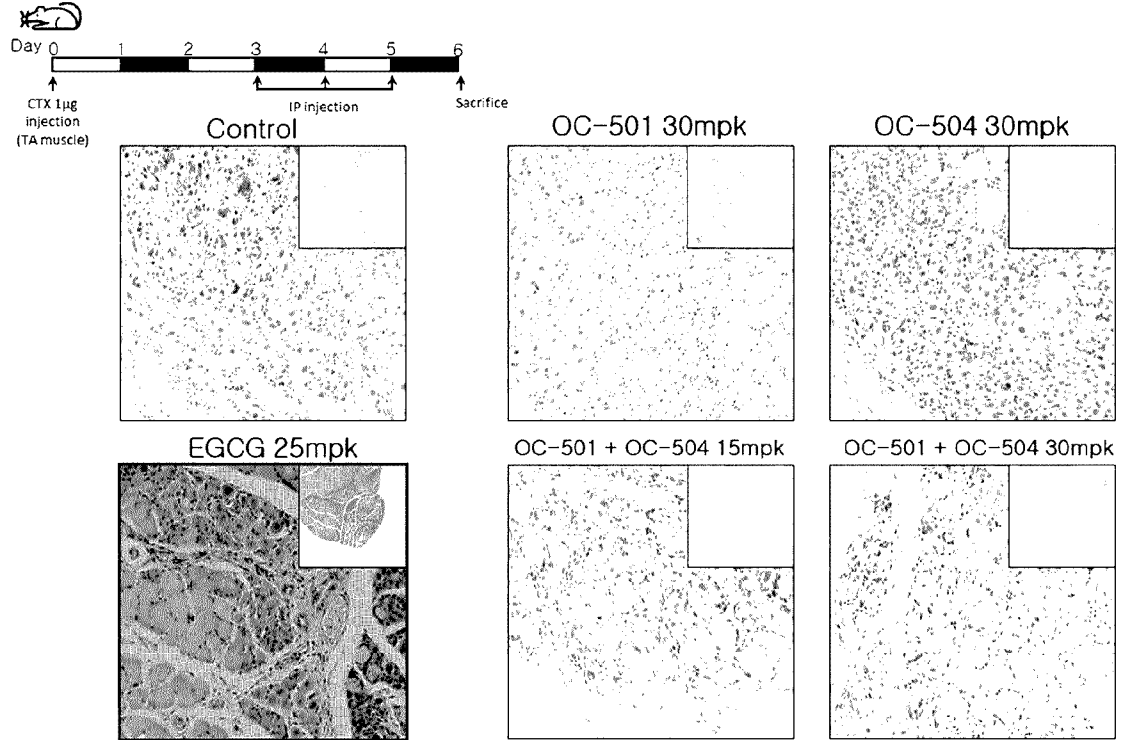 Day 0 1 2 3 4 5 6
CTX 1μg
injection
(TA muscle)
IP injection
Sacrifice
Control
OC-501 30mpk
OC-504 30mpk
EGCG 25mpk
OC-501 + OC-504 15mpk
OC-501 + OC-504 30mpk